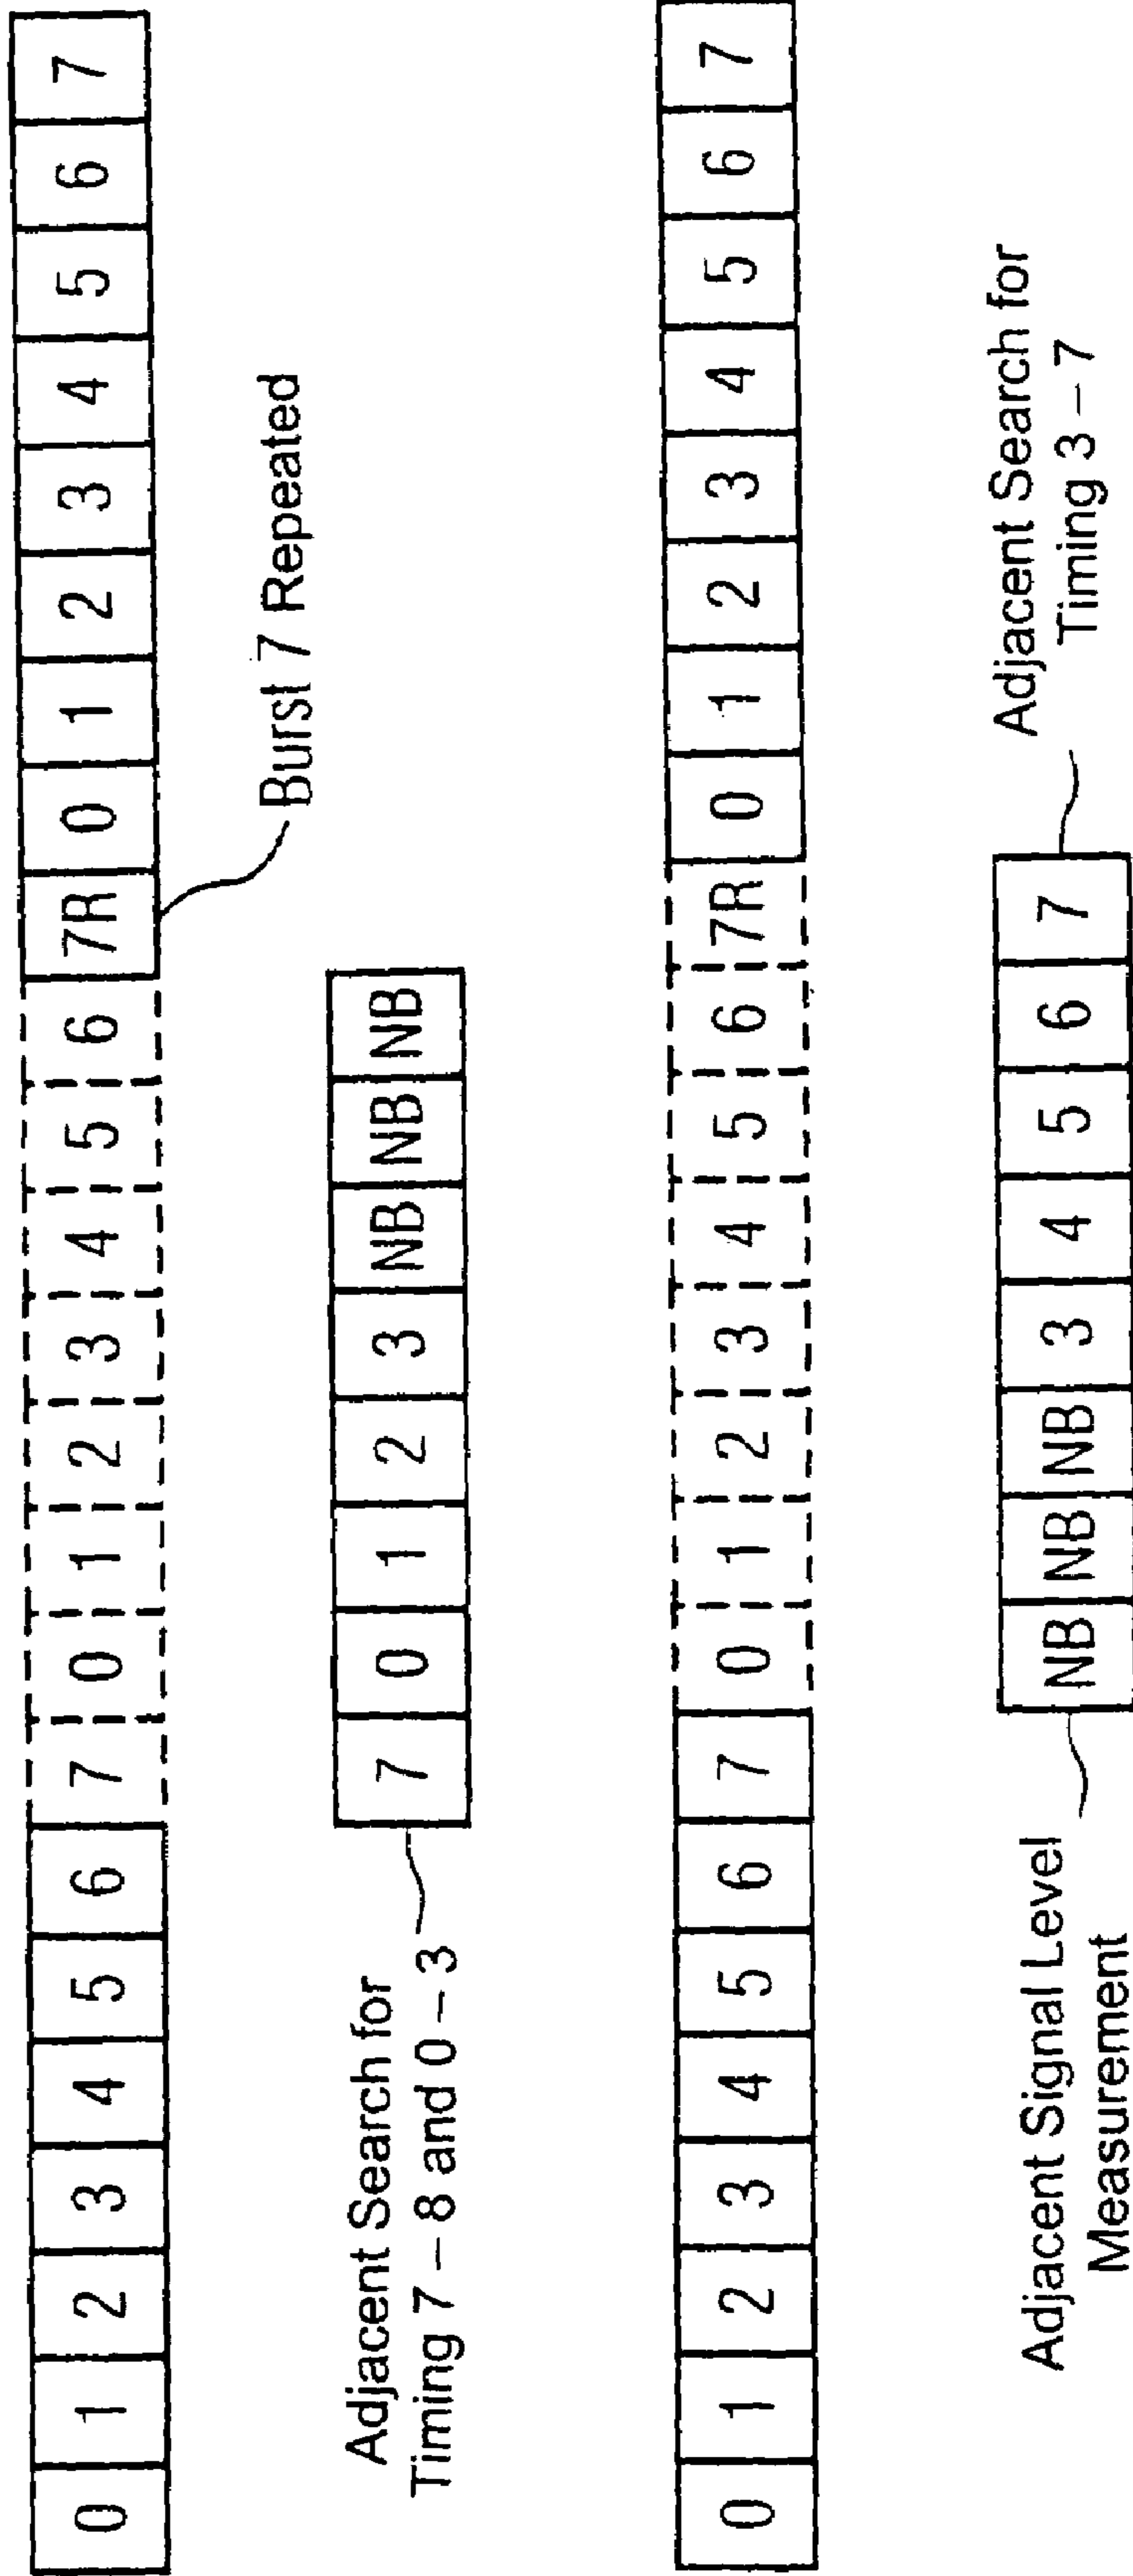 0 1 2 3 4 5 6 7 0 1 2 3 4 5 6 7R 0 1 2 3 4 5 6 7
Burst 7 Repeated
7 0 1 2 3 NB NB NB
Adjacent Search for
Timing 7 – 8 and 0 – 3
0 1 2 3 4 5 6 7 0 1 2 3 4 5 6 7R 0 1 2 3 4 5 6 7
Adjacent Search for
Timing 3 – 7
NB NB NB 3 4 5 6 7
Adjacent Signal Level
Measurement